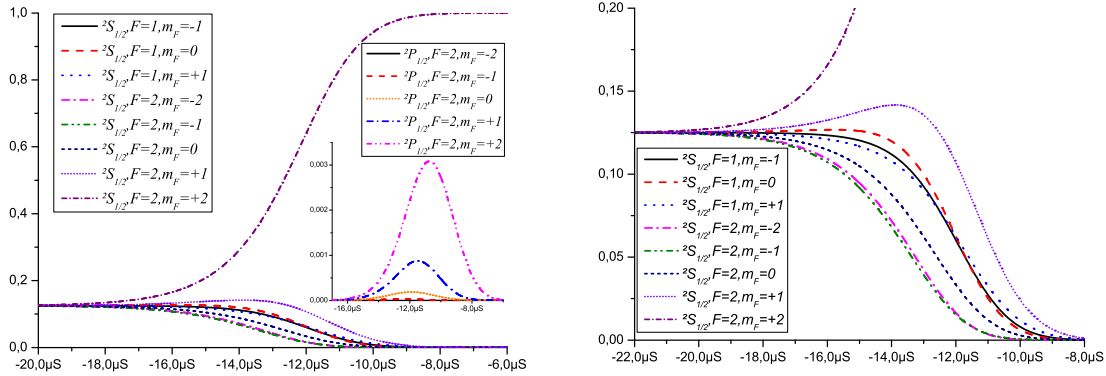 1,0
0,8
0,6
0,4
0,2
0,0
²S1/2,F=1,mF=-1
²S1/2,F=1,mF=0
²S1/2,F=1,mF=+1
²S1/2,F=2,mF=-2
²S1/2,F=2,mF=-1
²S1/2,F=2,mF=0
²S1/2,F=2,mF=+1
²S1/2,F=2,mF=+2
²P1/2,F=2,mF=-2
²P1/2,F=2,mF=-1
²P1/2,F=2,mF=0
²P1/2,F=2,mF=+1
²P1/2,F=2,mF=+2
0,003
0,002
0,001
0,000
-16,0µS -12,0µS -8,0µS
-20,0µS -18,0µS -16,0µS -14,0µS -12,0µS -10,0µS -8,0µS -6,0µS
0,20
0,15
0,10
0,05
0,00
²S1/2,F=1,mF=-1
²S1/2,F=1,mF=0
²S1/2,F=1,mF=+1
²S1/2,F=2,mF=-2
²S1/2,F=2,mF=-1
²S1/2,F=2,mF=0
²S1/2,F=2,mF=+1
²S1/2,F=2,mF=+2
-22,0µS -20,0µS -18,0µS -16,0µS -14,0µS -12,0µS -10,0µS -8,0µS